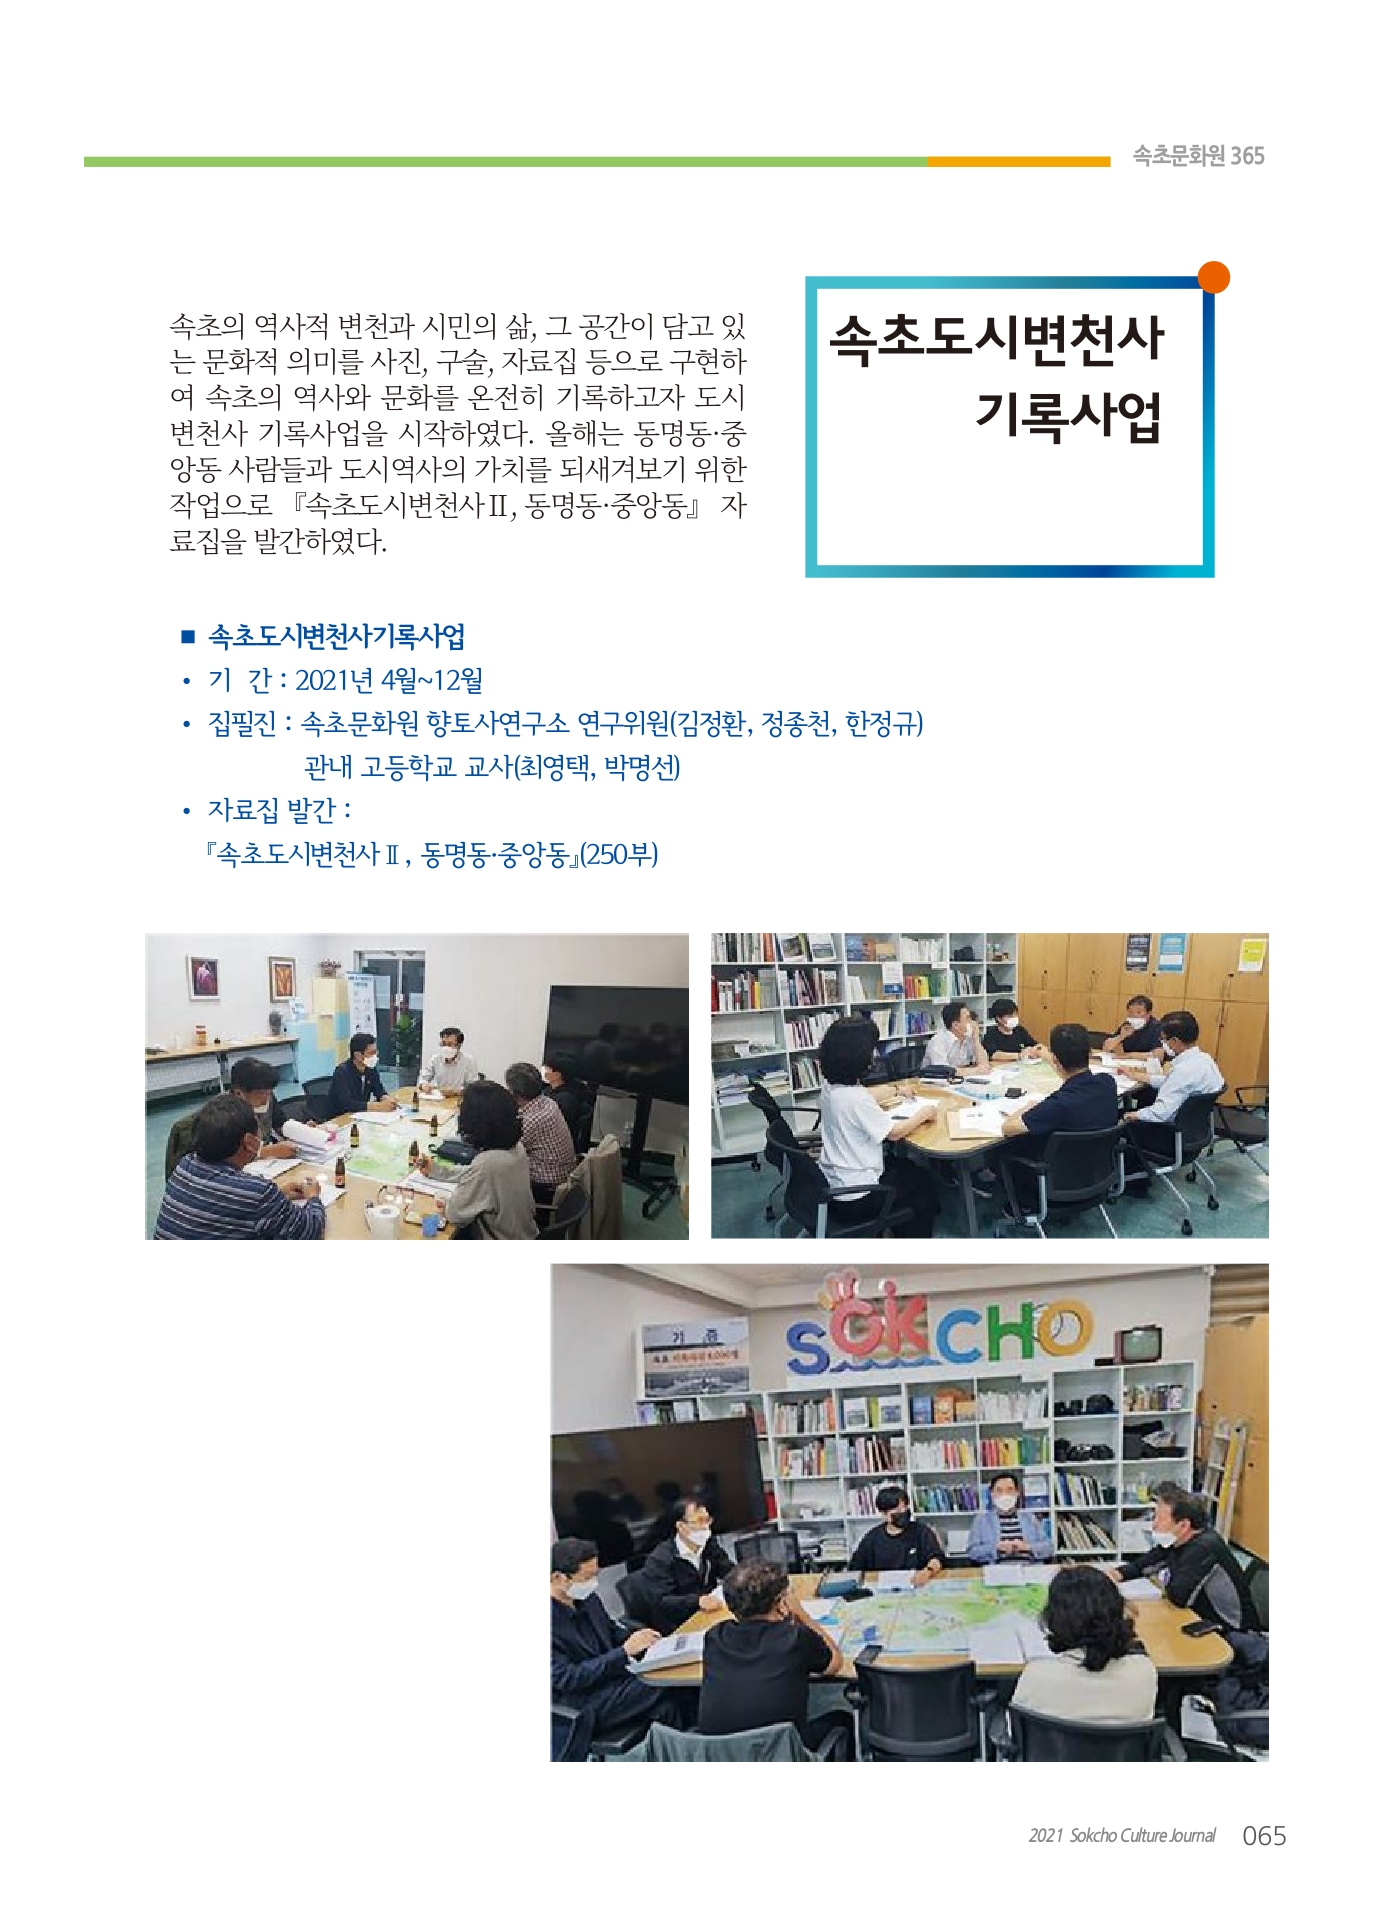 속초문화원 365
속초도시변천사
기록사업
속초의 역사적 변천과 시민의 삶, 그 공간이 담고 있
는 문화적 의미를 사진, 구술, 자료집 등으로 구현하
여 속초의 역사와 문화를 온전히 기록하고자 도시
변천사 기록사업을 시작하였다. 올해는 동명동·중
앙동 사람들과 도시역사의 가치를 되새겨보기 위한
작업으로 『속초도시변천사Ⅱ, 동명동·중앙동』 자
료집을 발간하였다.
■ 속초도시변천사기록사업
• 기 간 : 2021년 4월~12월
• 집필진 : 속초문화원 향토사연구소 연구위원(김정환, 정종천, 한정규)
관내 고등학교 교사(최영택, 박명선)
• 자료집 발간 :
『속초도시변천사Ⅱ, 동명동·중앙동』(250부)
SOKCHO
기 증
2021 Sokcho Culture Journal 065